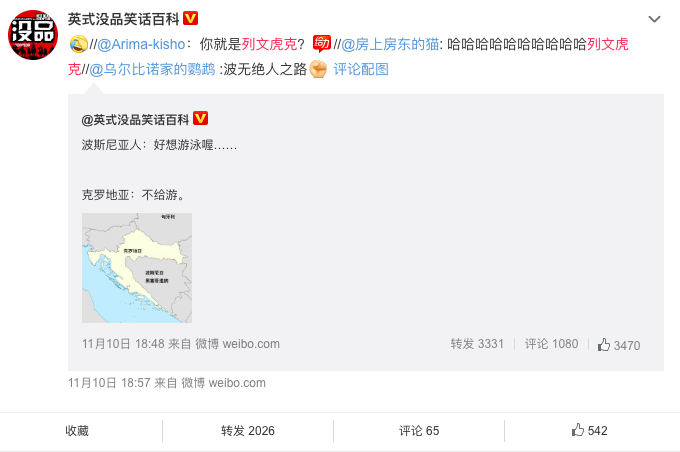 没品
英式没品笑话百科
//@Arima-kisho：你就是列文虎克？//@房上房东的猫: 哈哈哈哈哈哈哈哈哈哈列文虎
克//@乌尔比诺家的鹦鹉 :波无绝人之路 评论配图
@英式没品笑话百科
波斯尼亚人：好想游泳喔……
克罗地亚：不给游。
匈牙利
克罗地亚
波斯尼亚
黑塞哥维纳
11月10日 18:48 来自 微博 weibo.com 转发 3331 评论 1080 3470
11月10日 18:57 来自 微博 weibo.com
收藏 转发 2026 评论 65 542